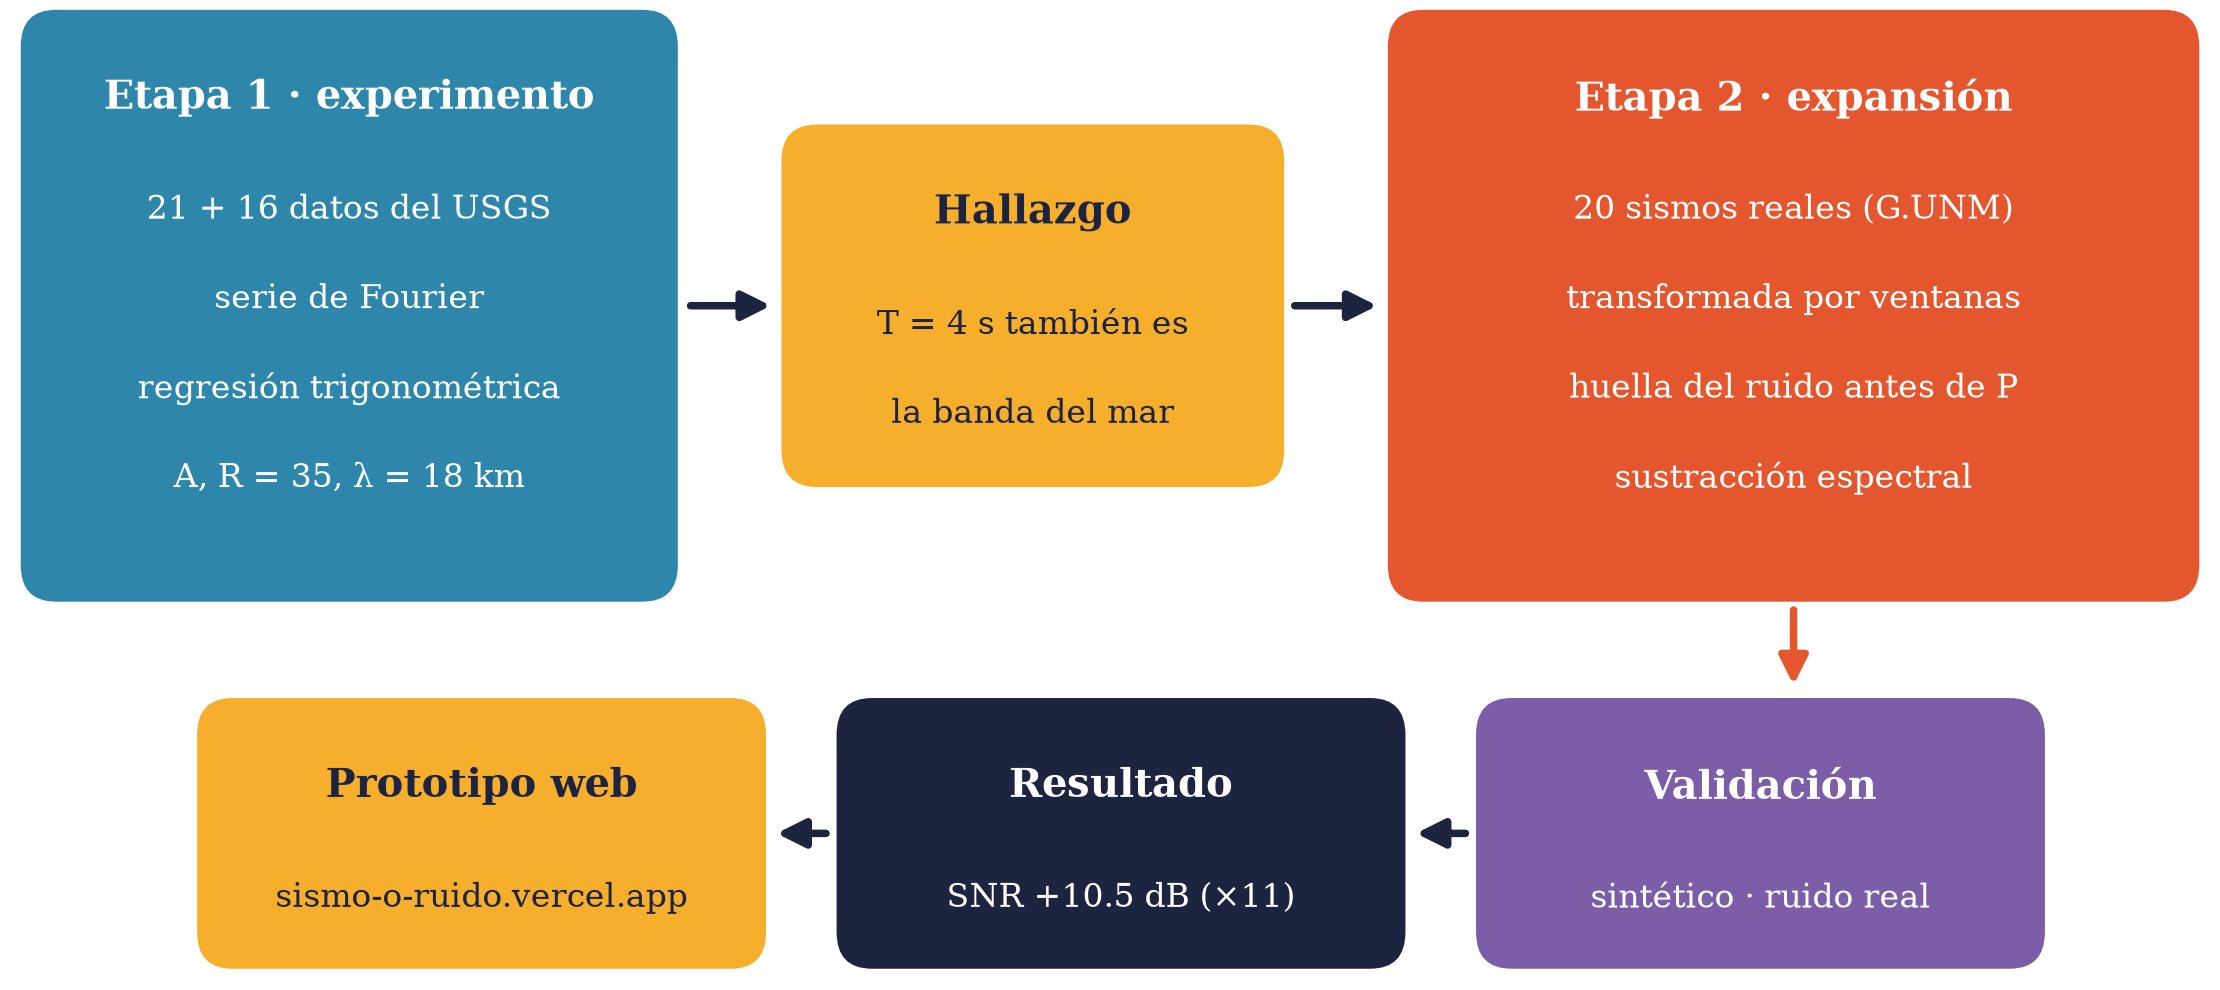 Etapa 1 · experimento
21 + 16 datos del USGS
serie de Fourier
regresión trigonométrica
A, R = 35, λ = 18 km
Hallazgo
T = 4 s también es
la banda del mar
Etapa 2 · expansión
20 sismos reales (G.UNM)
transformada por ventanas
huella del ruido antes de P
sustracción espectral
Validación
sintético · ruido real
Resultado
SNR +10.5 dB (×11)
Prototipo web
sismo-o-ruido.vercel.app